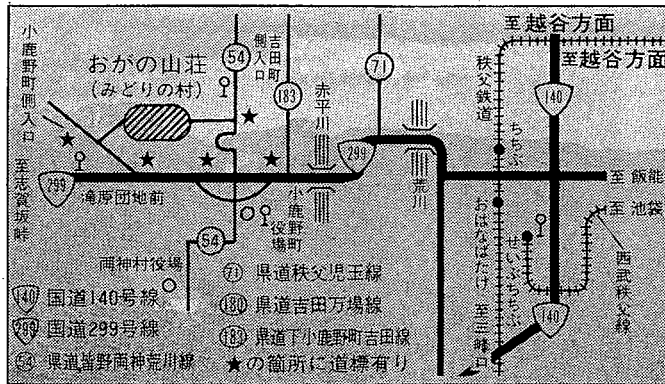 小鹿野町側入口
至志賀坂峠
おがの山荘
(みどりの村)
54
吉田町側入口
183
赤平川
71
299
荒川
至越谷方面
至越谷方面
秩父鉄道
140
ちちぶ
至飯能
至池袋
おはなばたけ
せいぶちちぶ
西武秩父線
至三峰口
140
299
滝原団地前
小鹿野町役場
54
両神村役場
140 国道140号線
299 国道299号線
54 県道皆野両神荒川線
71 県道秩父児玉線
180 県道吉田万場線
183 県道下小鹿野町吉田線
★の箇所に道標有り